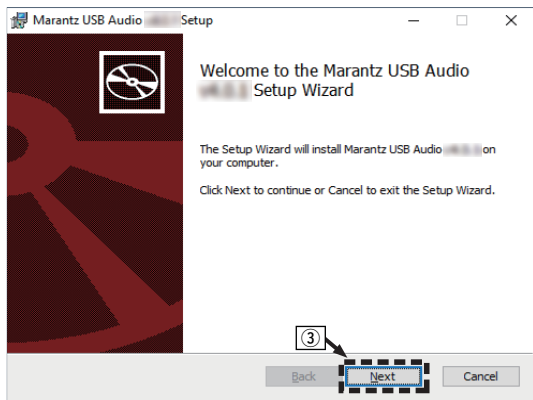 Marantz USB Audio Setup
Welcome to the Marantz USB Audio
Setup Wizard
The Setup Wizard will install Marantz USB Audio on
your computer.
Click Next to continue or Cancel to exit the Setup Wizard.
③
Back Next Cancel